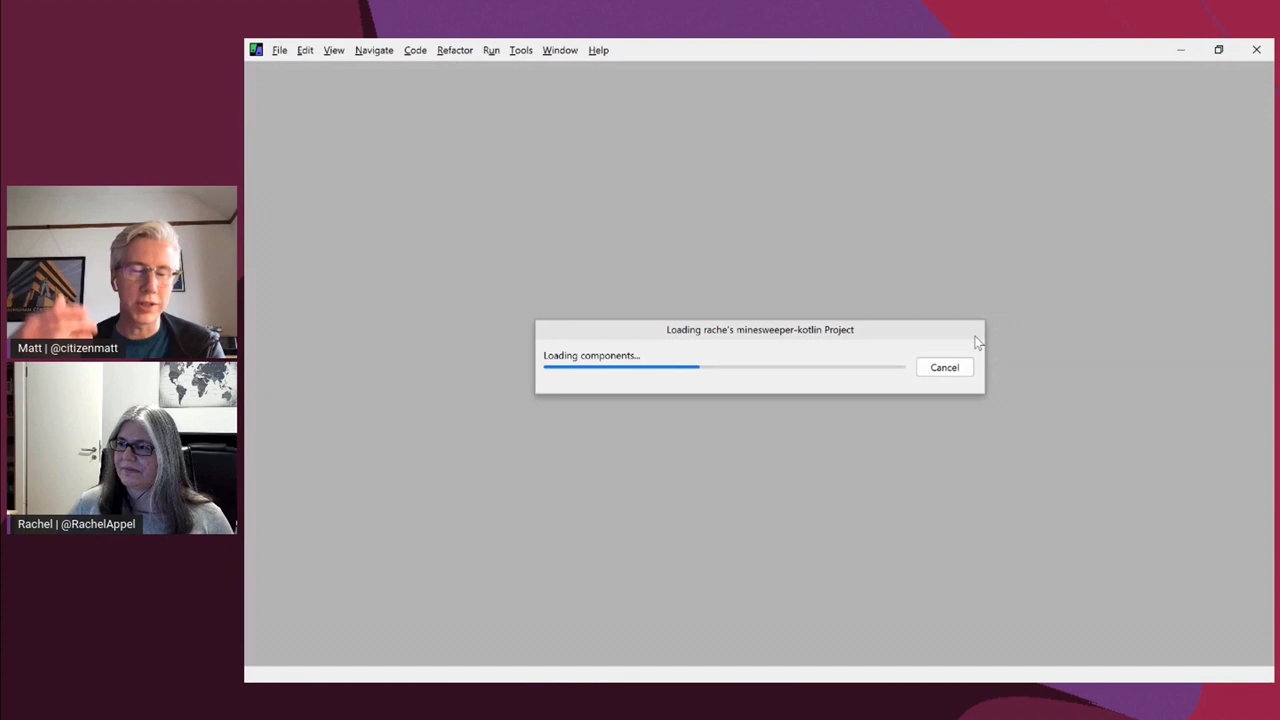 File Edit View Navigate Code Refactor Run Tools Window Help
Loading rache's minesweeper-kotlin Project
Loading components...
Cancel
Matt | @citizenmatt
Rachel | @RachelAppel